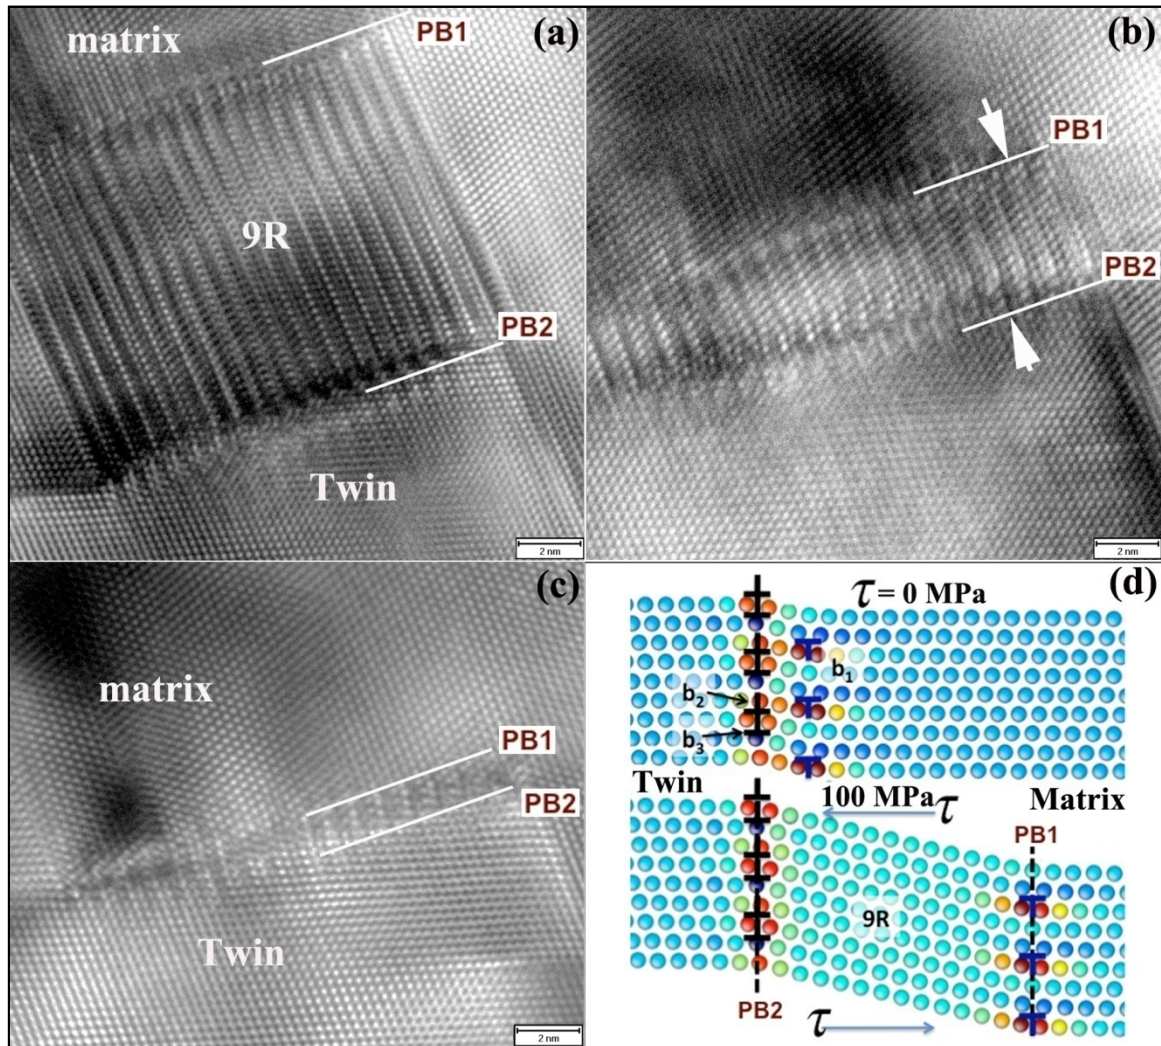 matrix
PB1
(a)
9R
PB2
Twin
2 nm
(b)
PB1
PB2
2 nm
(c)
matrix
PB1
PB2
Twin
2 nm
(d)
τ = 0 MPa
b1
b2
b3
Twin
100 MPa
τ
Matrix
PB1
9R
PB2
τ